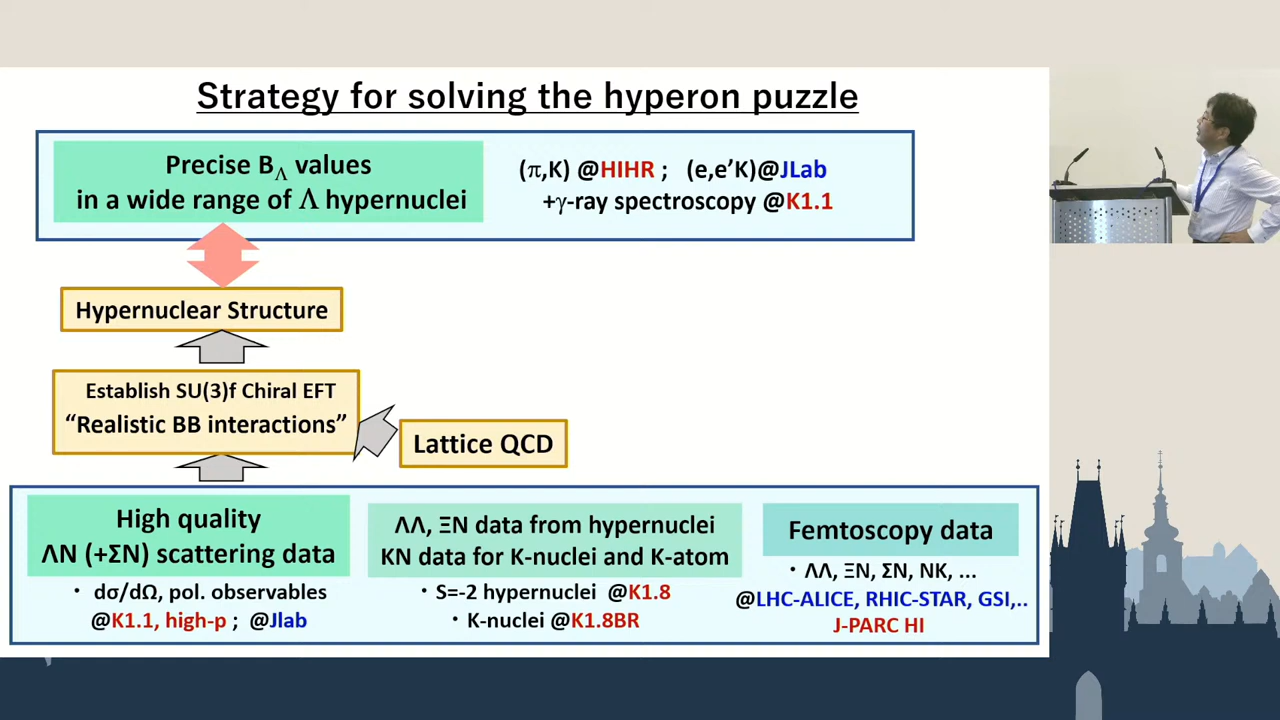 Strategy for solving the hyperon puzzle
Precise BΛ values
in a wide range of Λ hypernuclei
(π,K) @HIHR ; (e,e’K)@JLab
+γ-ray spectroscopy @K1.1
Hypernuclear Structure
Establish SU(3)f Chiral EFT
“Realistic BB interactions”
Lattice QCD
High quality
ΛN (+ΣN) scattering data
・ dσ/dΩ, pol. observables
@K1.1, high-p ; @Jlab
ΛΛ, ΞN data from hypernuclei
KN data for K-nuclei and K-atom
・ S=-2 hypernuclei @K1.8
・ K-nuclei @K1.8BR
Femtoscopy data
・ ΛΛ, ΞN, ΣN, NK, ...
@LHC-ALICE, RHIC-STAR, GSI,..
J-PARC HI